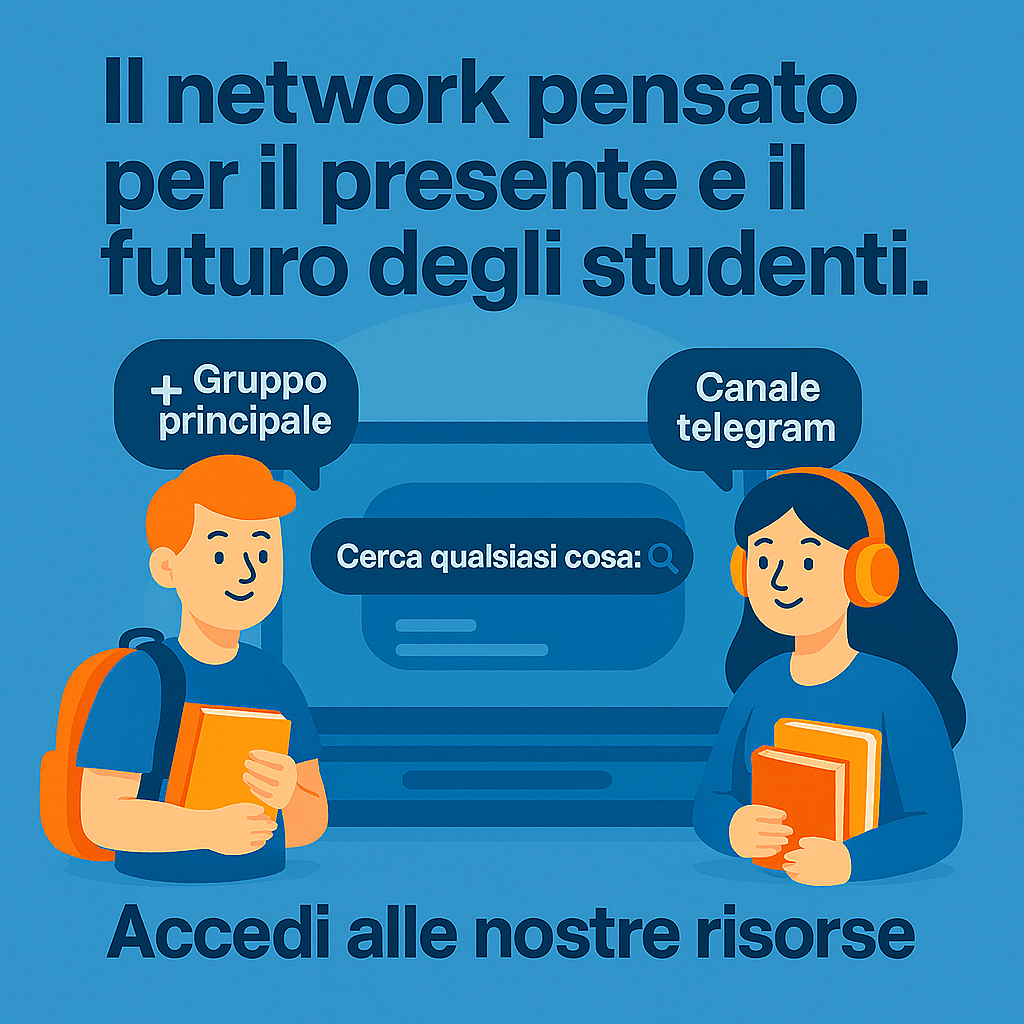 Il network pensato
per il presente e il
futuro degli studenti.
+ Gruppo
principale
Canale
telegram
Cerca qualsiasi cosa:
Accedi alle nostre risorse